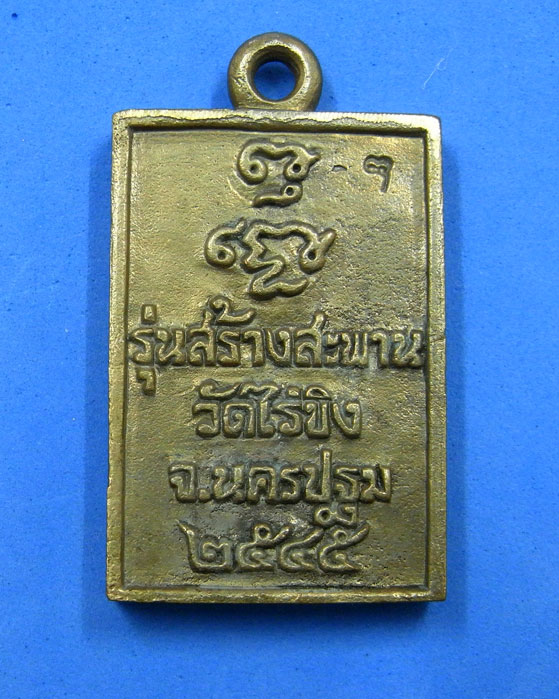 รุ่นสร้างสะพาน
วัดไร่ขิง
จ.นครปฐม
๒๕๔๕